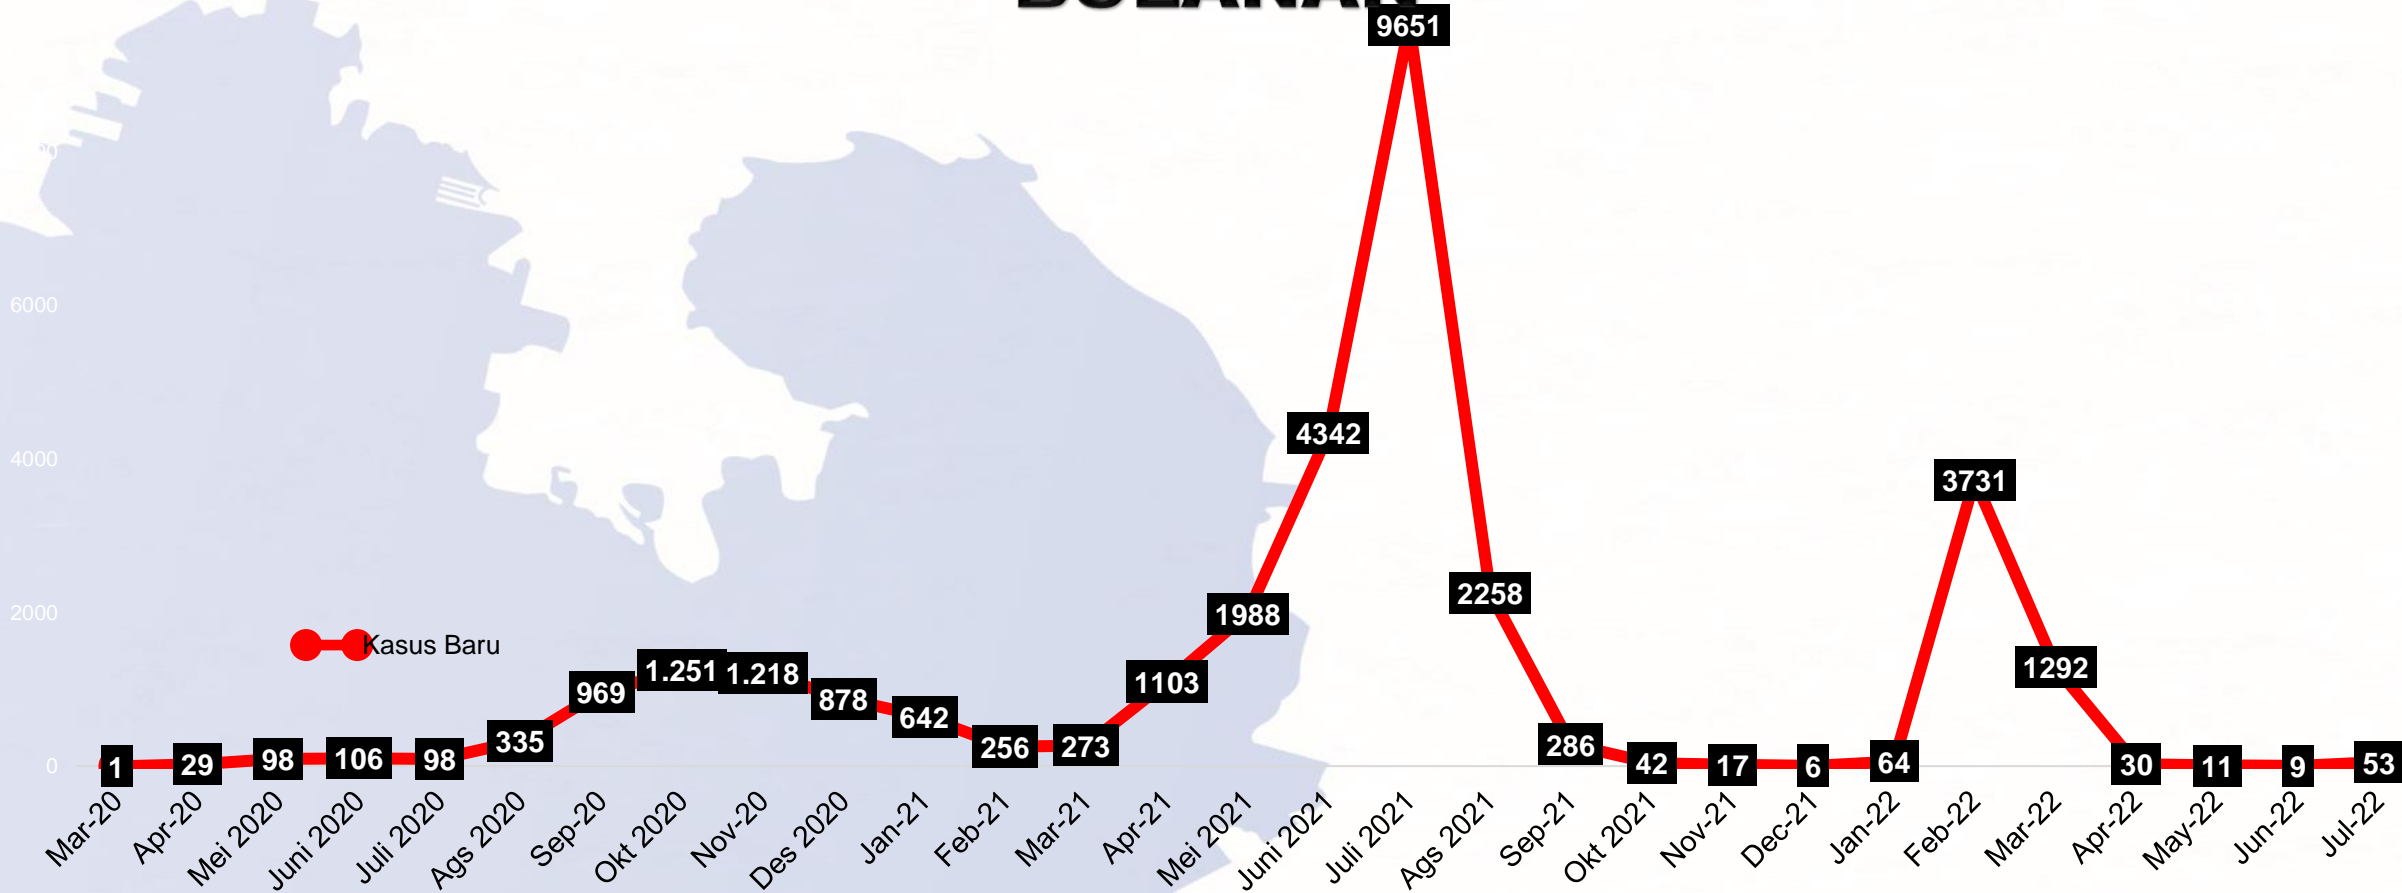 9651
6000
4342
4000
3731
2258
2000
1988
Kasus Baru
1292
1103
1.251
1.218
969
878
642
335
256
273
286
1
29
98
106
98
42
17
6
64
30
11
9
53
0
Mar-20
Apr-20
Mei 2020
Juni 2020
Juli 2020
Ags 2020
Sep-20
Okt 2020
Nov-20
Des 2020
Jan-21
Feb-21
Mar-21
Apr-21
Mei 2021
Juni 2021
Juli 2021
Ags 2021
Sep-21
Okt 2021
Nov-21
Dec-21
Jan-22
Feb-22
Mar-22
Apr-22
May-22
Jun-22
Jul-22